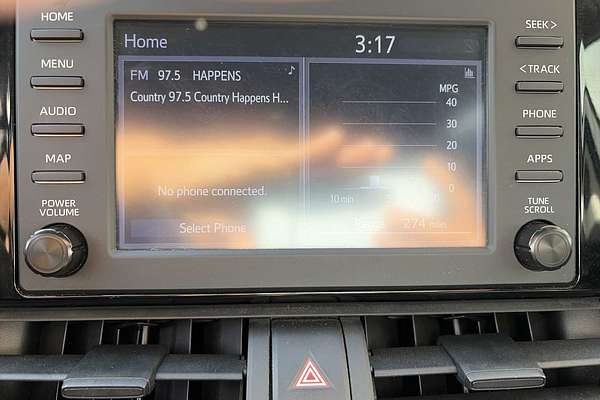 HOME
MENU
AUDIO
MAP
POWER
VOLUME
Home 3:17
FM 97.5 HAPPENS
Country 97.5 Country Happens H...
No phone connected.
Select Phone
MPG
40
30
20
10
0
10 min
274 miles
SEEK >
< TRACK
PHONE
APPS
TUNE
SCROLL